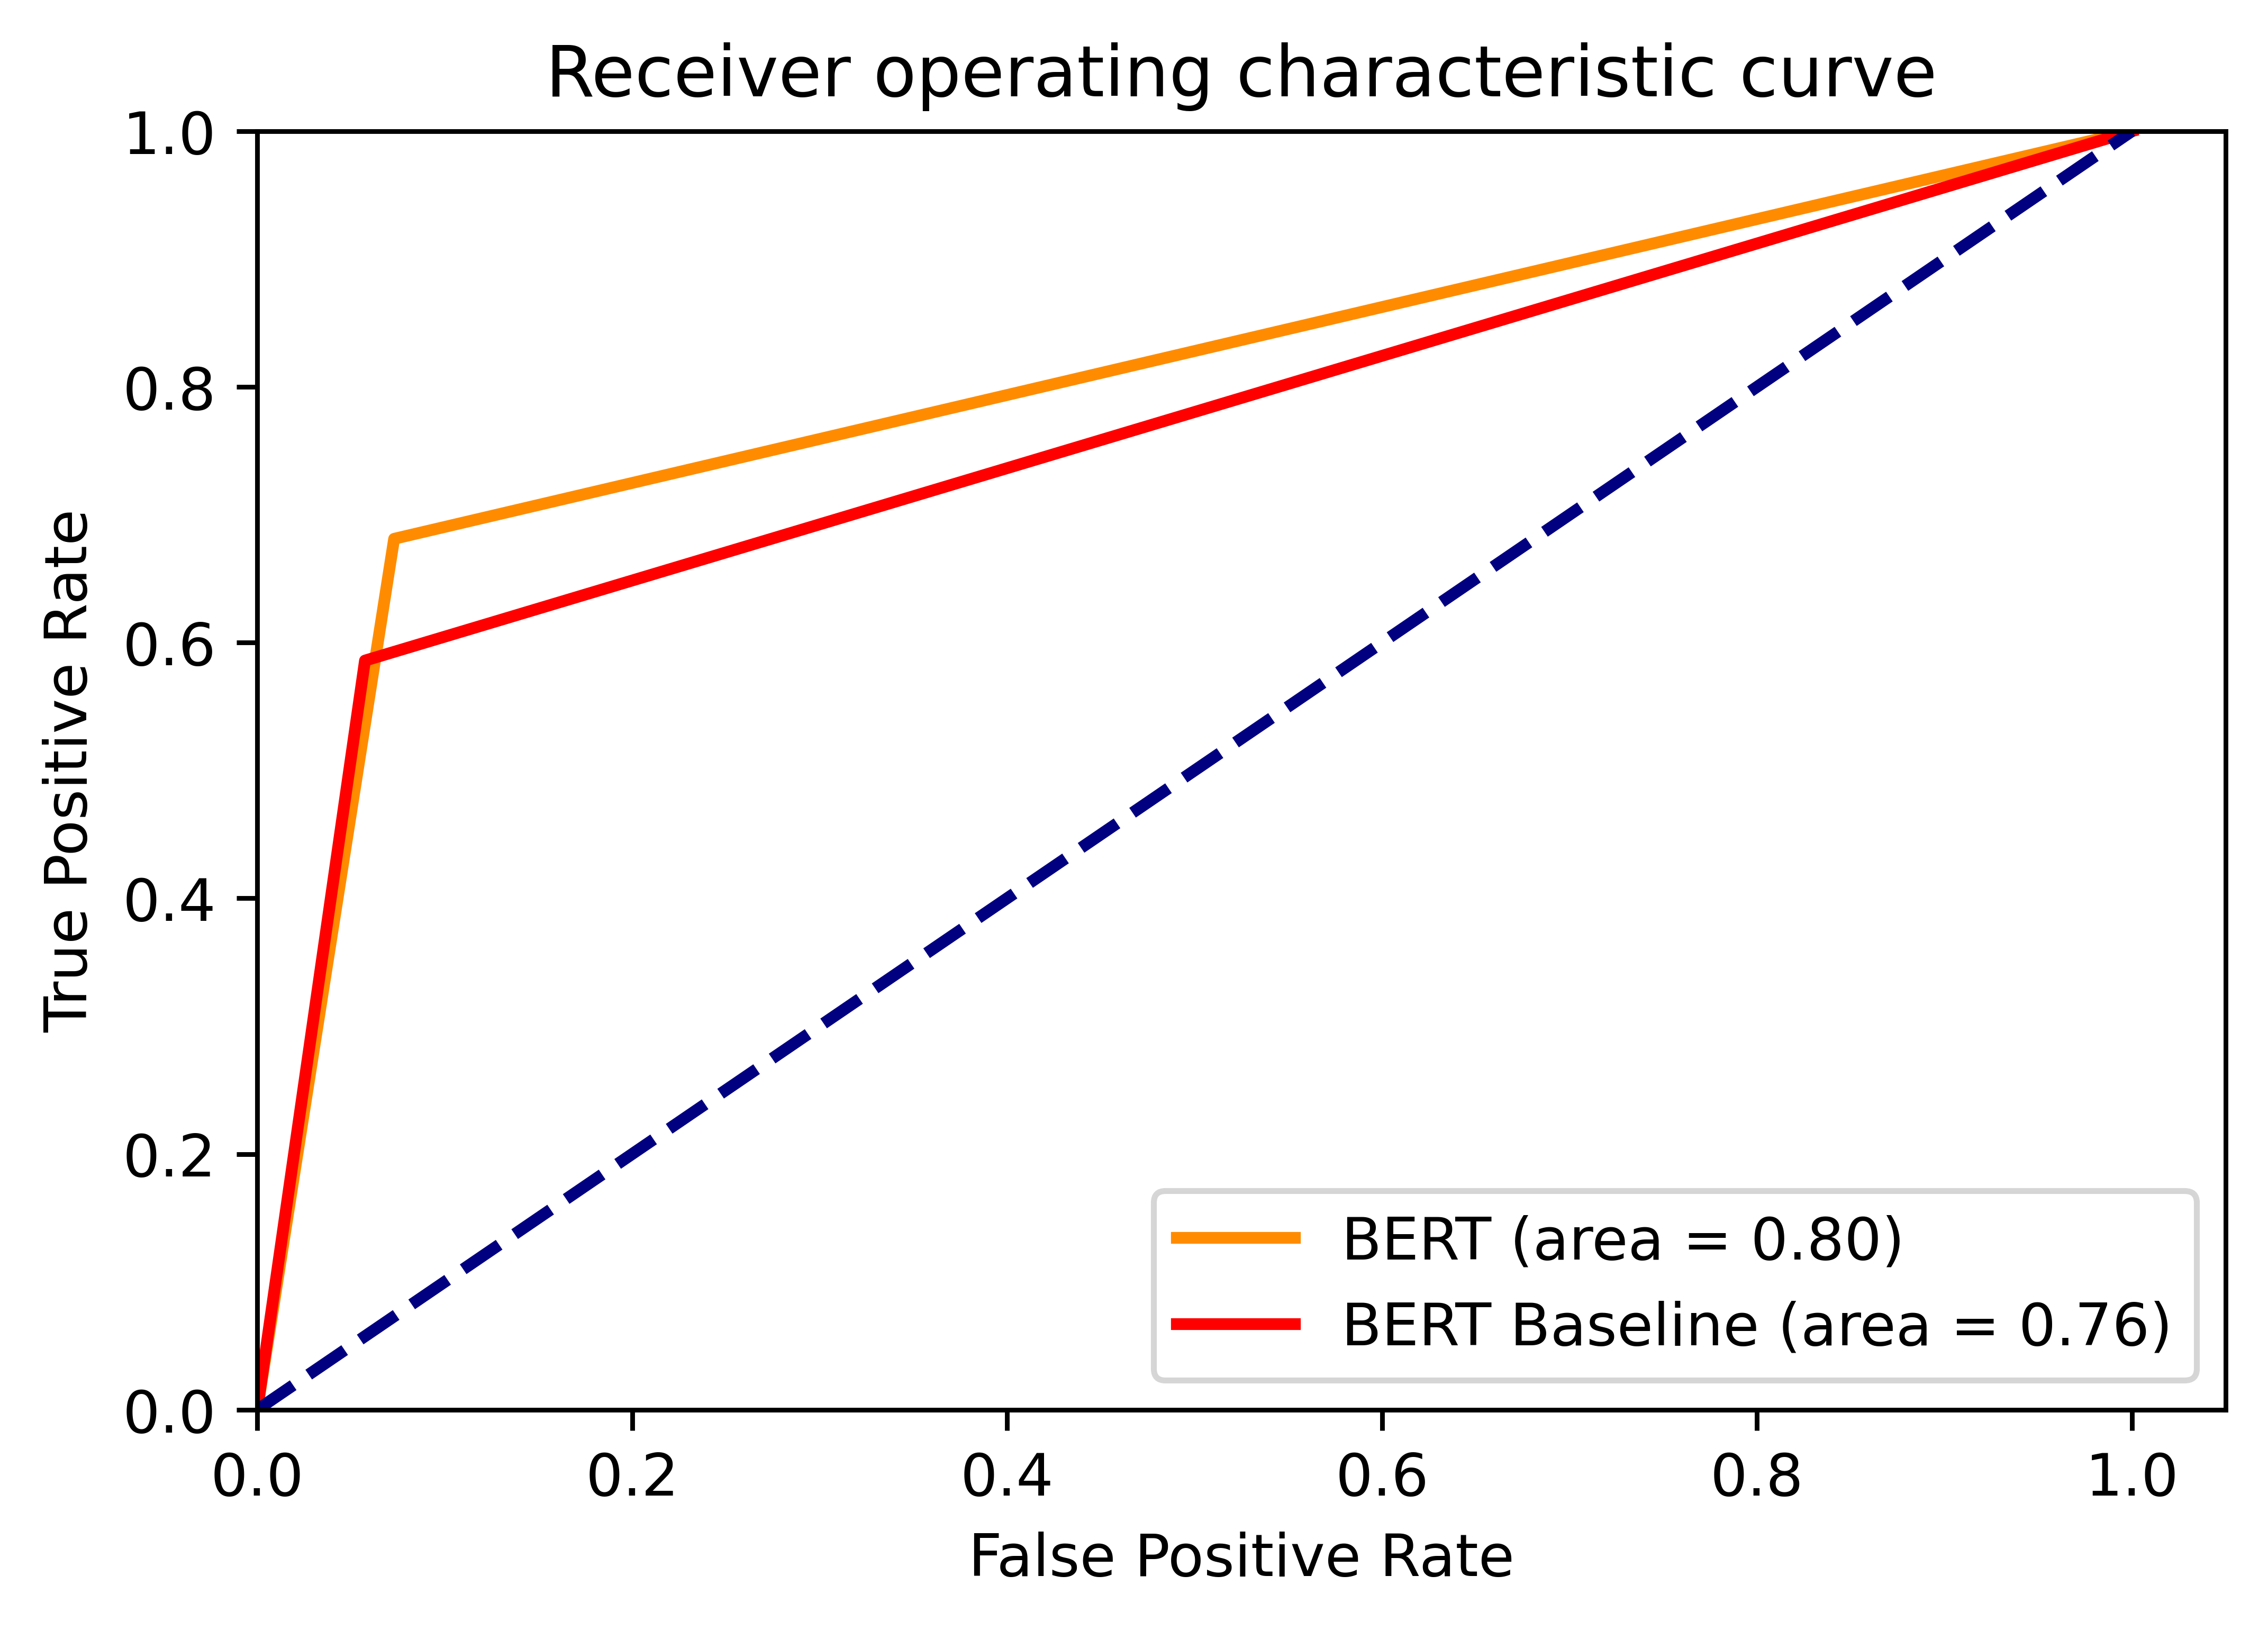 Receiver operating characteristic curve
1.0
0.8
0.6
0.4
0.2
0.0
True Positive Rate
BERT (area = 0.80)
BERT Baseline (area = 0.76)
0.0 0.2 0.4 0.6 0.8 1.0
False Positive Rate